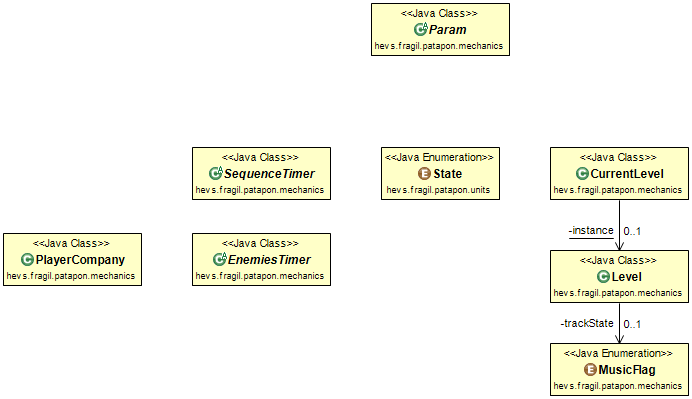 <<Java Class>>
Param
hevs.fragil.patapon.mechanics
<<Java Class>>
SequenceTimer
hevs.fragil.patapon.mechanics
<<Java Enumeration>>
State
hevs.fragil.patapon.units
<<Java Class>>
CurrentLevel
hevs.fragil.patapon.mechanics
-instance 0..1
<<Java Class>>
PlayerCompany
hevs.fragil.patapon.mechanics
<<Java Class>>
EnemiesTimer
hevs.fragil.patapon.mechanics
<<Java Class>>
Level
hevs.fragil.patapon.mechanics
-trackState 0..1
<<Java Enumeration>>
MusicFlag
hevs.fragil.patapon.mechanics